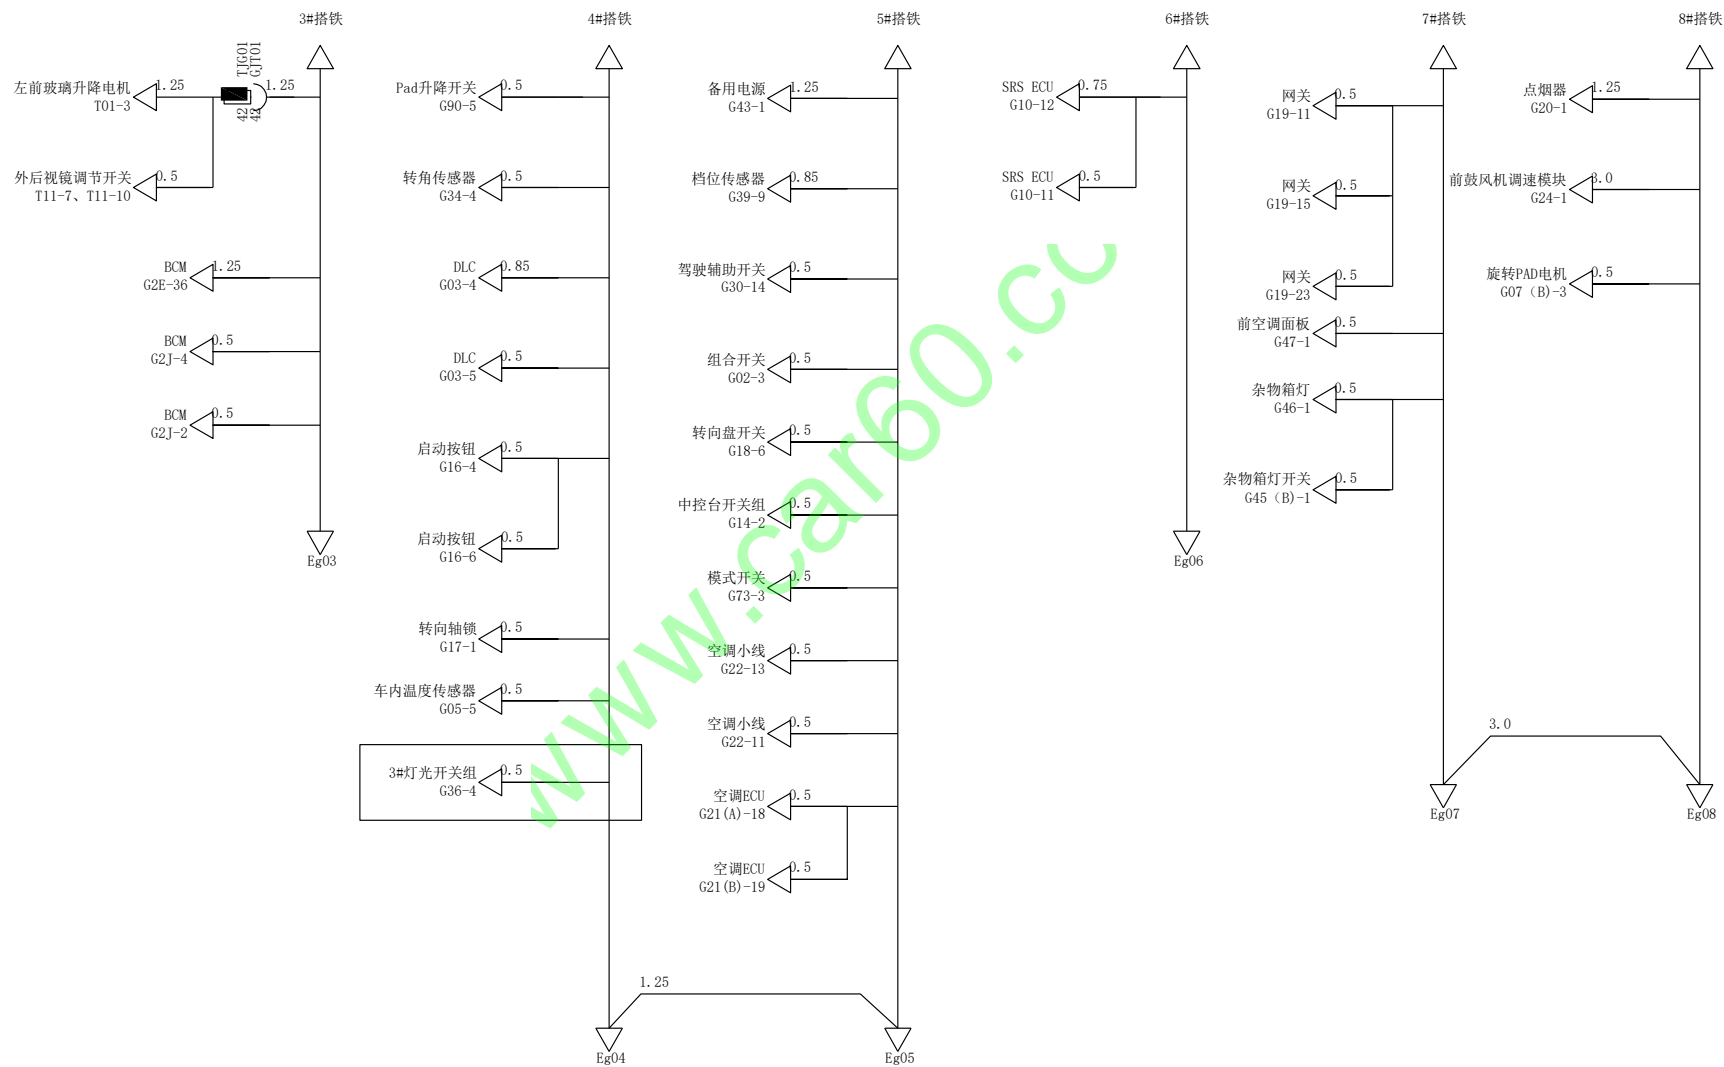 3#搭铁
TJG01
GJT01
左前玻璃升降电机
T01-3
1.25
42
42
1.25
外后视镜调节开关
T11-7、T11-10
0.5
BCM
G2E-36
1.25
BCM
G2J-4
0.5
BCM
G2J-2
0.5
Eg03
4#搭铁
Pad升降开关
G90-5
0.5
转角传感器
G34-4
0.5
DLC
G03-4
0.85
DLC
G03-5
0.5
启动按钮
G16-4
0.5
启动按钮
G16-6
0.5
转向轴锁
G17-1
0.5
车内温度传感器
G05-5
0.5
3#灯光开关组
G36-4
0.5
1.25
Eg04
5#搭铁
备用电源
G43-1
1.25
档位传感器
G39-9
0.85
驾驶辅助开关
G30-14
0.5
组合开关
G02-3
0.5
转向盘开关
G18-6
0.5
中控台开关组
G14-2
0.5
模式开关
G73-3
0.5
空调小线
G22-13
0.5
空调小线
G22-11
0.5
空调ECU
G21(A)-18
0.5
空调ECU
G21(B)-19
0.5
Eg05
6#搭铁
SRS ECU
G10-12
0.75
SRS ECU
G10-11
0.5
Eg06
7#搭铁
网关
G19-11
0.5
网关
G19-15
0.5
网关
G19-23
0.5
前空调面板
G47-1
0.5
杂物箱灯
G46-1
0.5
杂物箱灯开关
G45（B)-1
0.5
3.0
Eg07
8#搭铁
点烟器
G20-1
1.25
前鼓风机调速模块
G24-1
3.0
旋转PAD电机
G07（B)-3
0.5
Eg08
www.car60.co